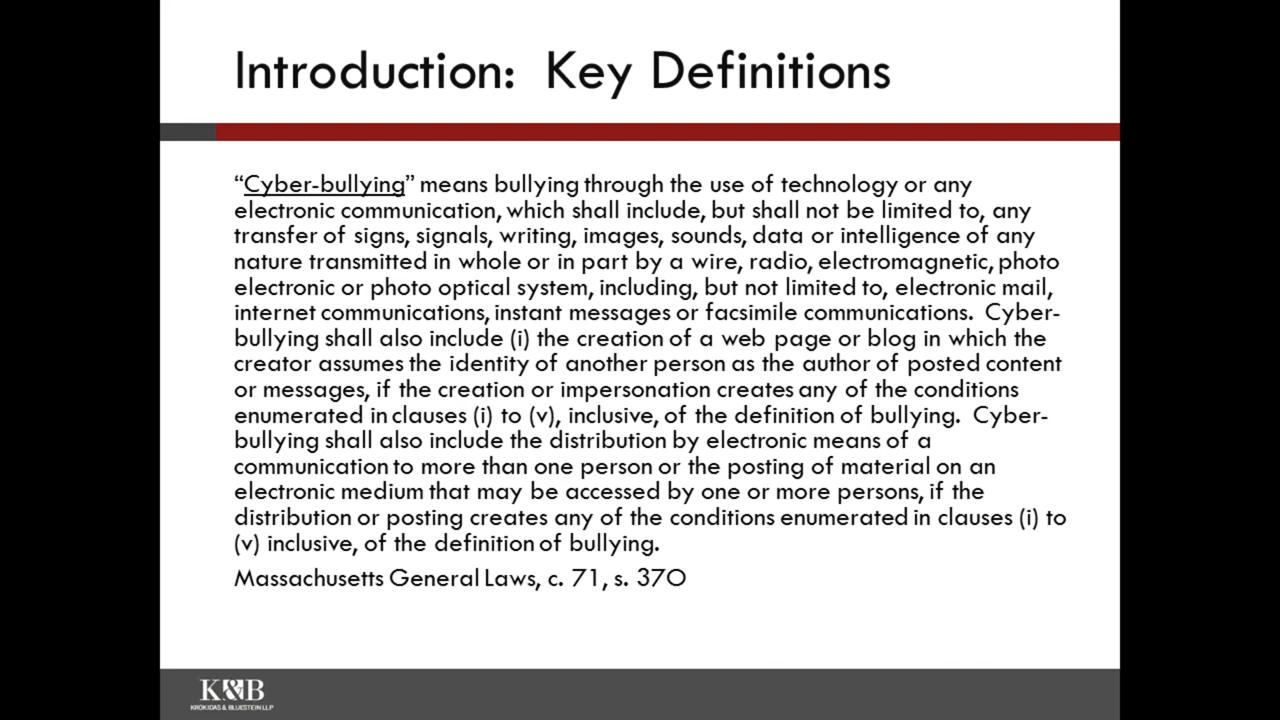 Introduction: Key Definitions
“Cyber-bullying” means bullying through the use of technology or any
electronic communication, which shall include, but shall not be limited to, any
transfer of signs, signals, writing, images, sounds, data or intelligence of any
nature transmitted in whole or in part by a wire, radio, electromagnetic, photo
electronic or photo optical system, including, but not limited to, electronic mail,
internet communications, instant messages or facsimile communications. Cyber-
bullying shall also include (i) the creation of a web page or blog in which the
creator assumes the identity of another person as the author of posted content
or messages, if the creation or impersonation creates any of the conditions
enumerated in clauses (i) to (v), inclusive, of the definition of bullying. Cyber-
bullying shall also include the distribution by electronic means of a
communication to more than one person or the posting of material on an
electronic medium that may be accessed by one or more persons, if the
distribution or posting creates any of the conditions enumerated in clauses (i) to
(v) inclusive, of the definition of bullying.
Massachusetts General Laws, c. 71, s. 37O
K&B
KROKIDAS & BLUESTEIN LLP